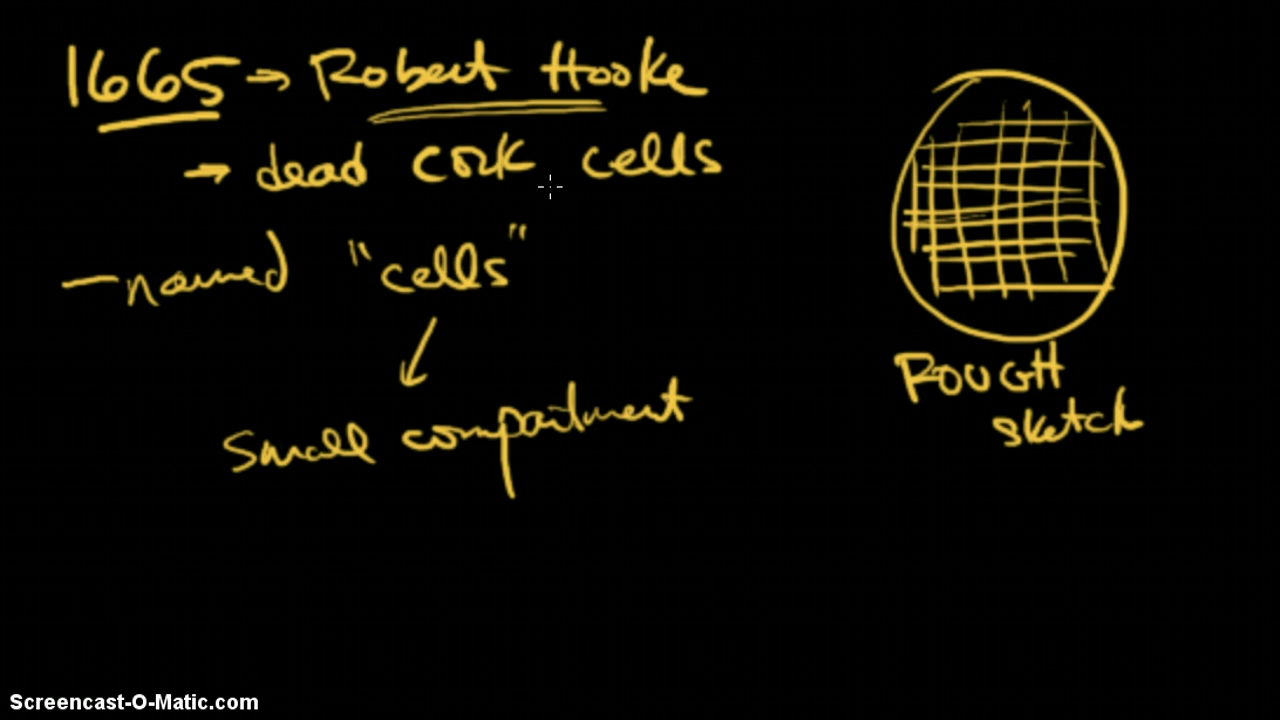 1665 → Robert Hooke
→ dead cork cells
- named "cells"
small compartment
ROUGH
sketch
Screencast-O-Matic.com